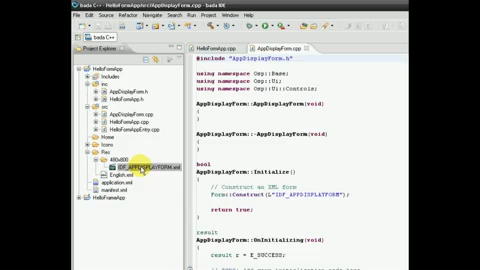 HelloFormApp/src/AppDisplayForm.cpp - bada IDE
File Edit Source Refactor Navigate Search Project Run Window Help
bada C++
Project Explorer
HelloFormApp
Includes
inc
AppDisplayForm.h
HelloFormApp.h
src
AppDisplayForm.cpp
HelloFormApp.cpp
HelloFormAppEntry.cpp
Home
Icons
Res
480x800
IDF_APPDISPLAYFORM.xml
English.xml
application.xml
manifest.xml
HelloFrameApp
HelloFormApp.cpp
AppDisplayForm.cpp
#include "AppDisplayForm.h"
using namespace Osp::Base;
using namespace Osp::Ui;
using namespace Osp::Ui::Controls;
AppDisplayForm::AppDisplayForm(void)
{
}
AppDisplayForm::~AppDisplayForm(void)
{
}
bool
AppDisplayForm::Initialize()
{
// Construct an XML form
Form::Construct(L"IDF_APPDISPLAYFORM");
return true;
}
result
AppDisplayForm::OnInitializing(void)
{
result r = E_SUCCESS;